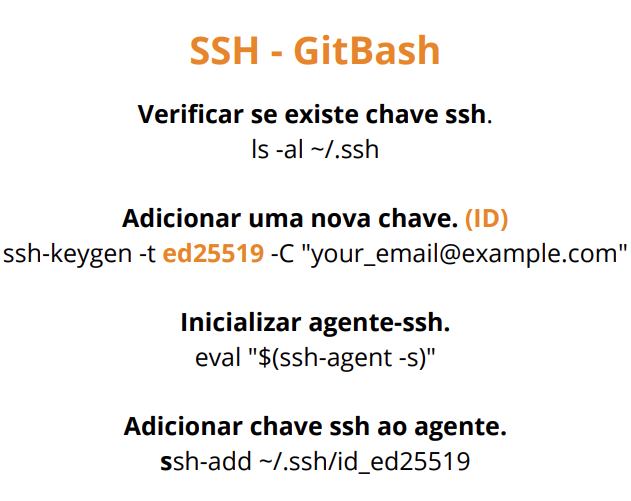 SSH - GitBash
Verificar se existe chave ssh.
ls -al ~/.ssh
Adicionar uma nova chave. (ID)
ssh-keygen -t ed25519 -C "your_email@example.com"
Inicializar agente-ssh.
eval "$(ssh-agent -s)"
Adicionar chave ssh ao agente.
ssh-add ~/.ssh/id_ed25519